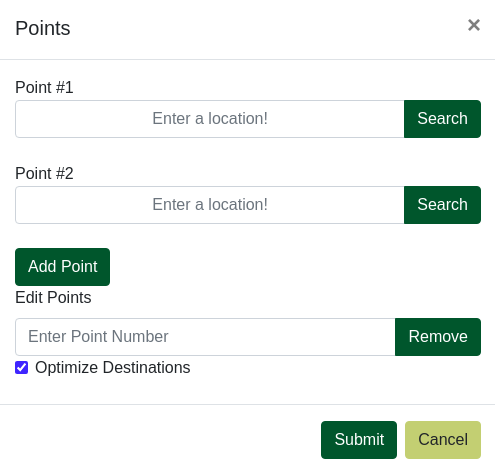 Points ×
Point #1
Enter a location! Search
Point #2
Enter a location! Search
Add Point
Edit Points
Enter Point Number Remove
Optimize Destinations
Submit Cancel